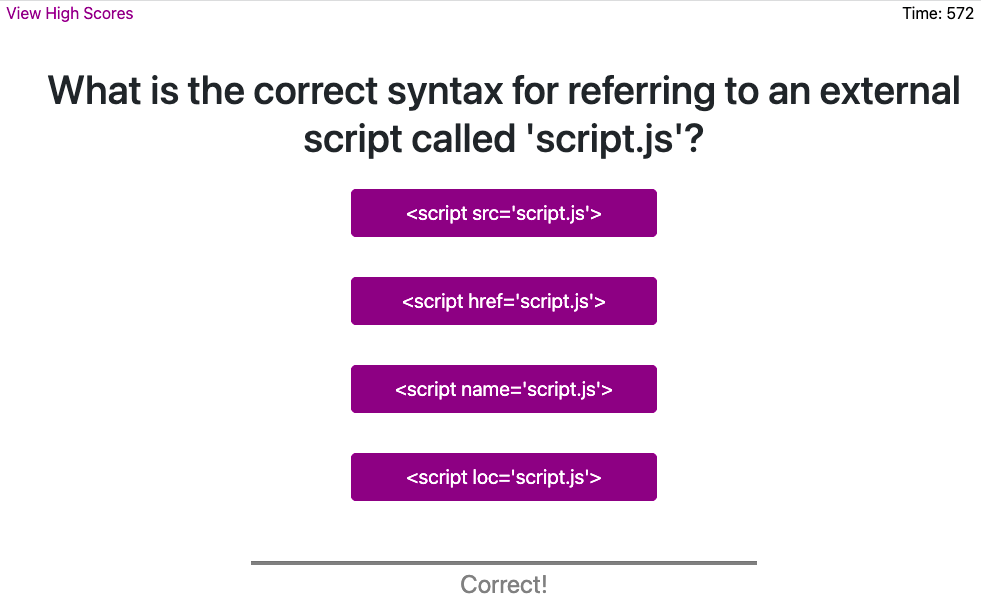 View High Scores
Time: 572
What is the correct syntax for referring to an external
script called 'script.js'?
<script src='script.js'>
<script href='script.js'>
<script name='script.js'>
<script loc='script.js'>
Correct!